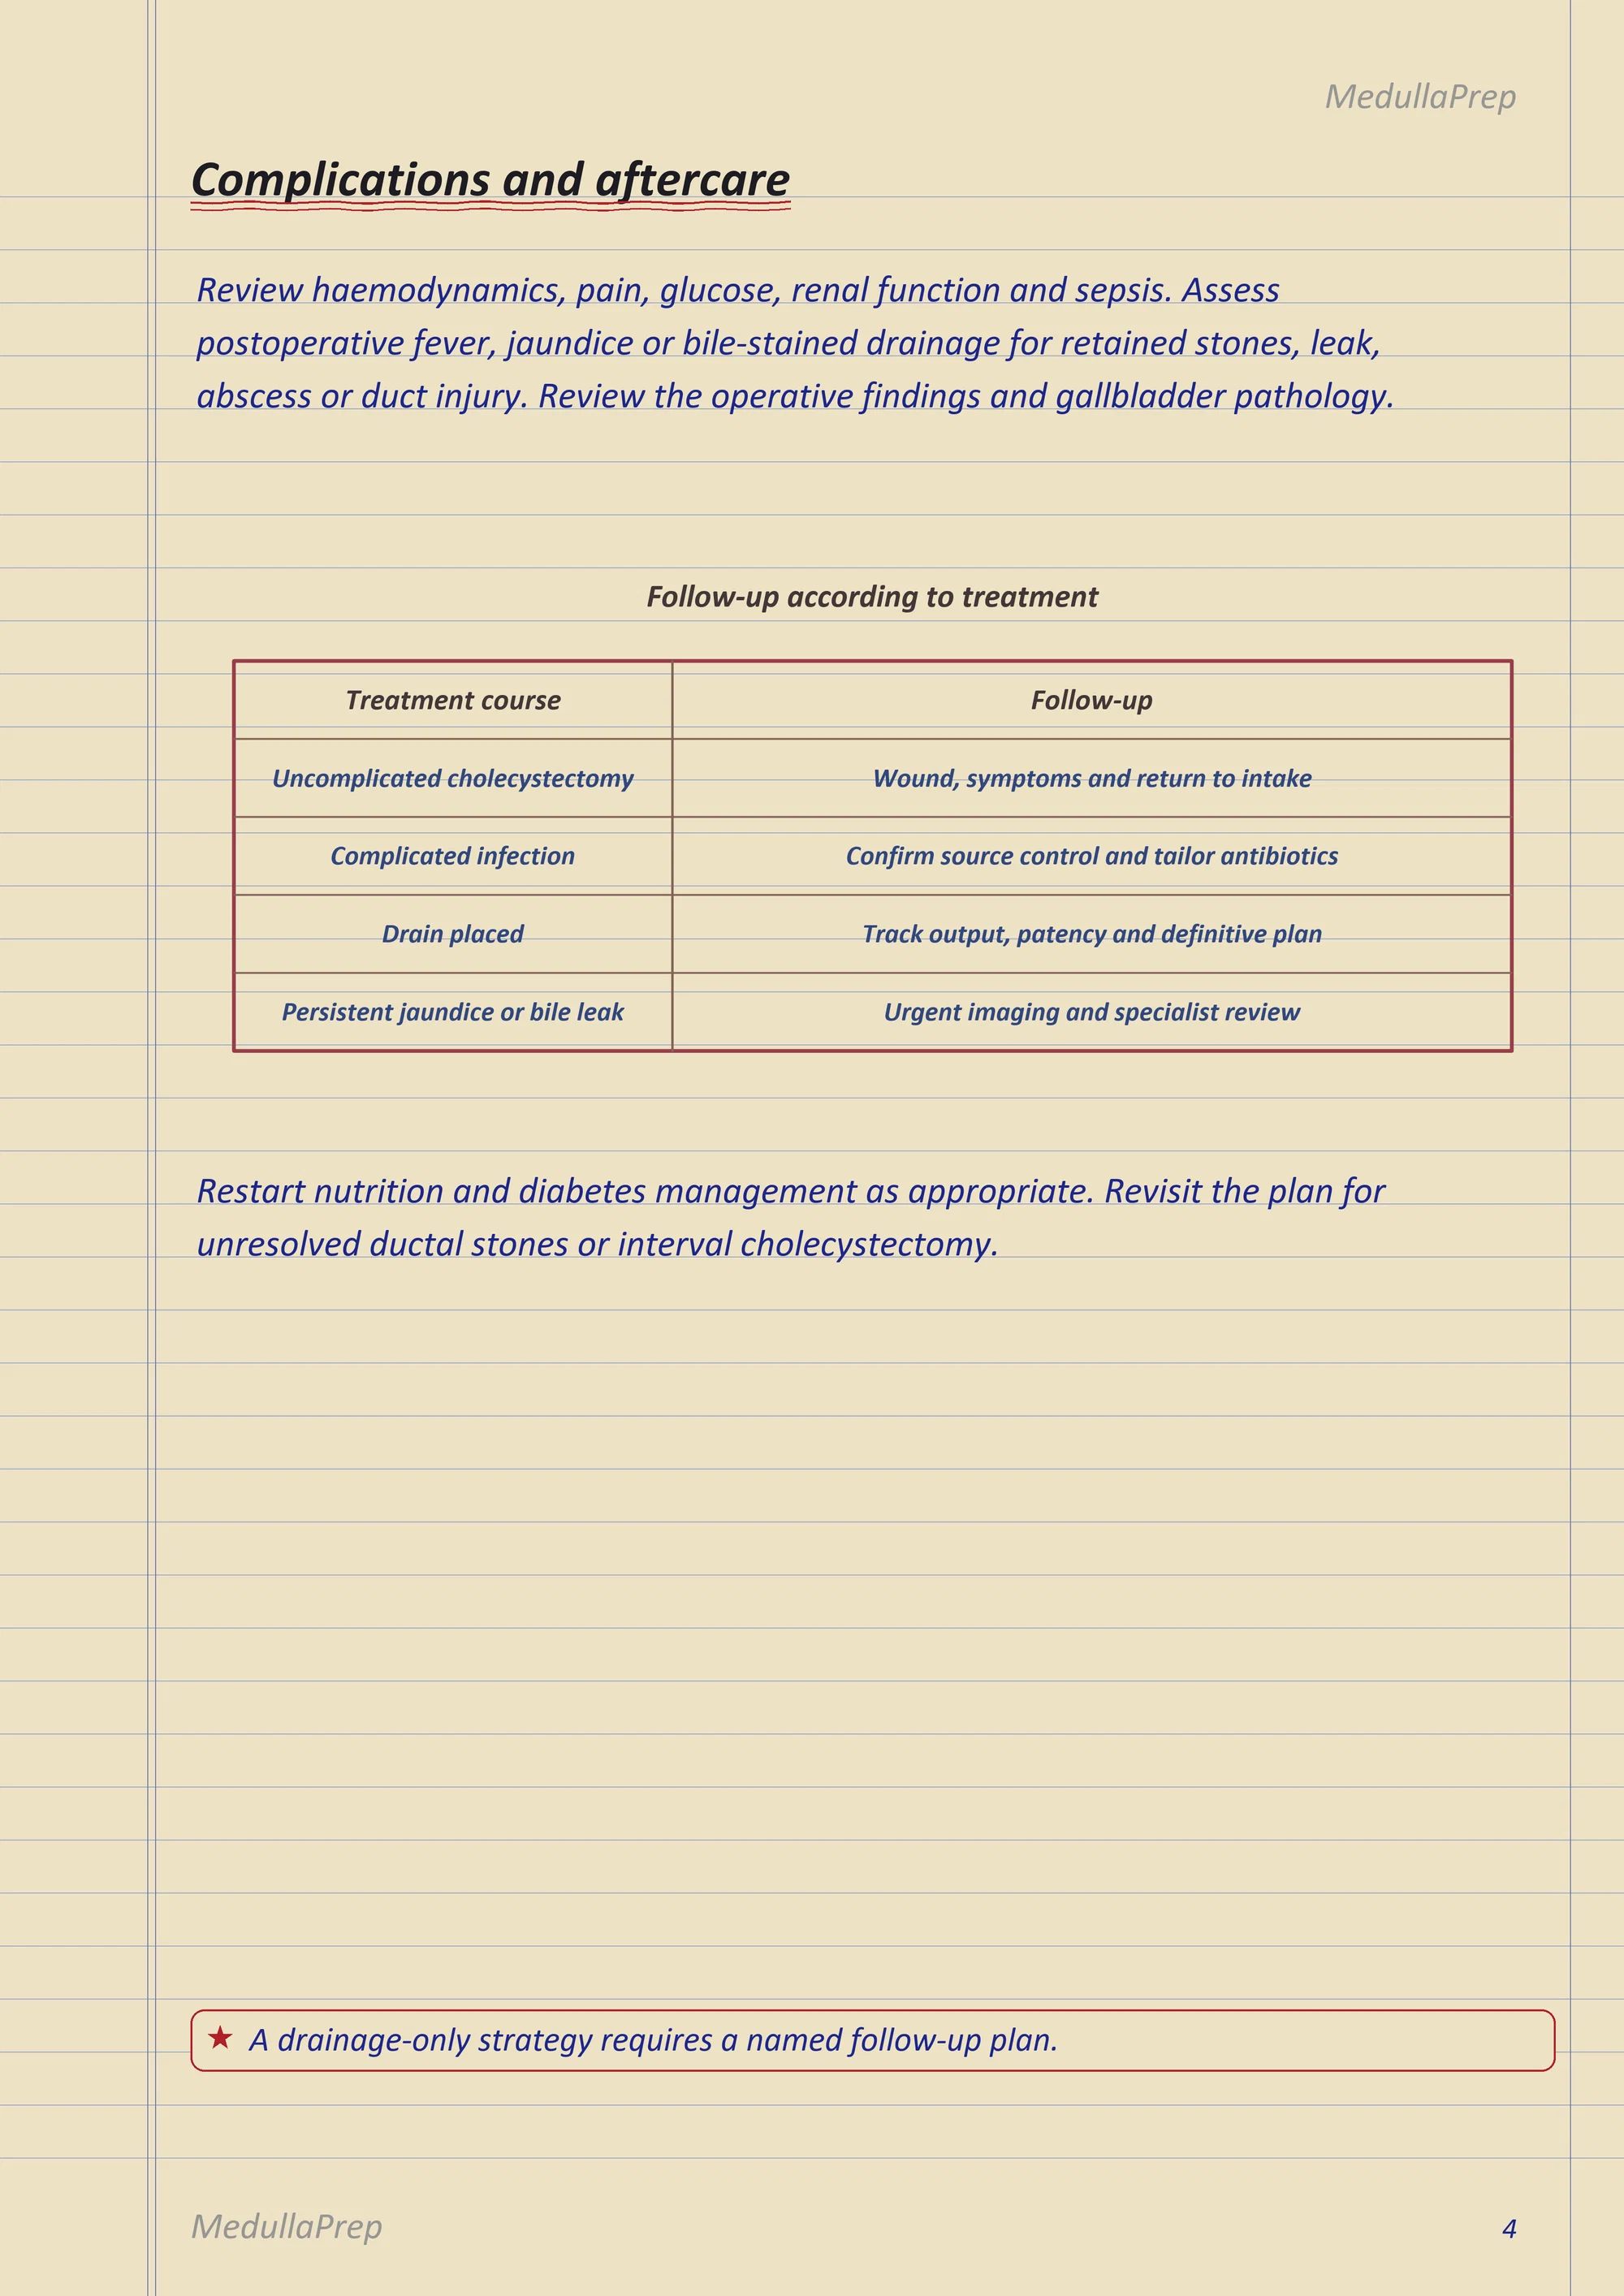 MedullaPrep
Complications and aftercare
Review haemodynamics, pain, glucose, renal function and sepsis. Assess
postoperative fever, jaundice or bile-stained drainage for retained stones, leak,
abscess or duct injury. Review the operative findings and gallbladder pathology.
Follow-up according to treatment
Treatment course Follow-up
Uncomplicated cholecystectomy Wound, symptoms and return to intake
Complicated infection Confirm source control and tailor antibiotics
Drain placed Track output, patency and definitive plan
Persistent jaundice or bile leak Urgent imaging and specialist review
Restart nutrition and diabetes management as appropriate. Revisit the plan for
unresolved ductal stones or interval cholecystectomy.
★ A drainage-only strategy requires a named follow-up plan.
MedullaPrep 4